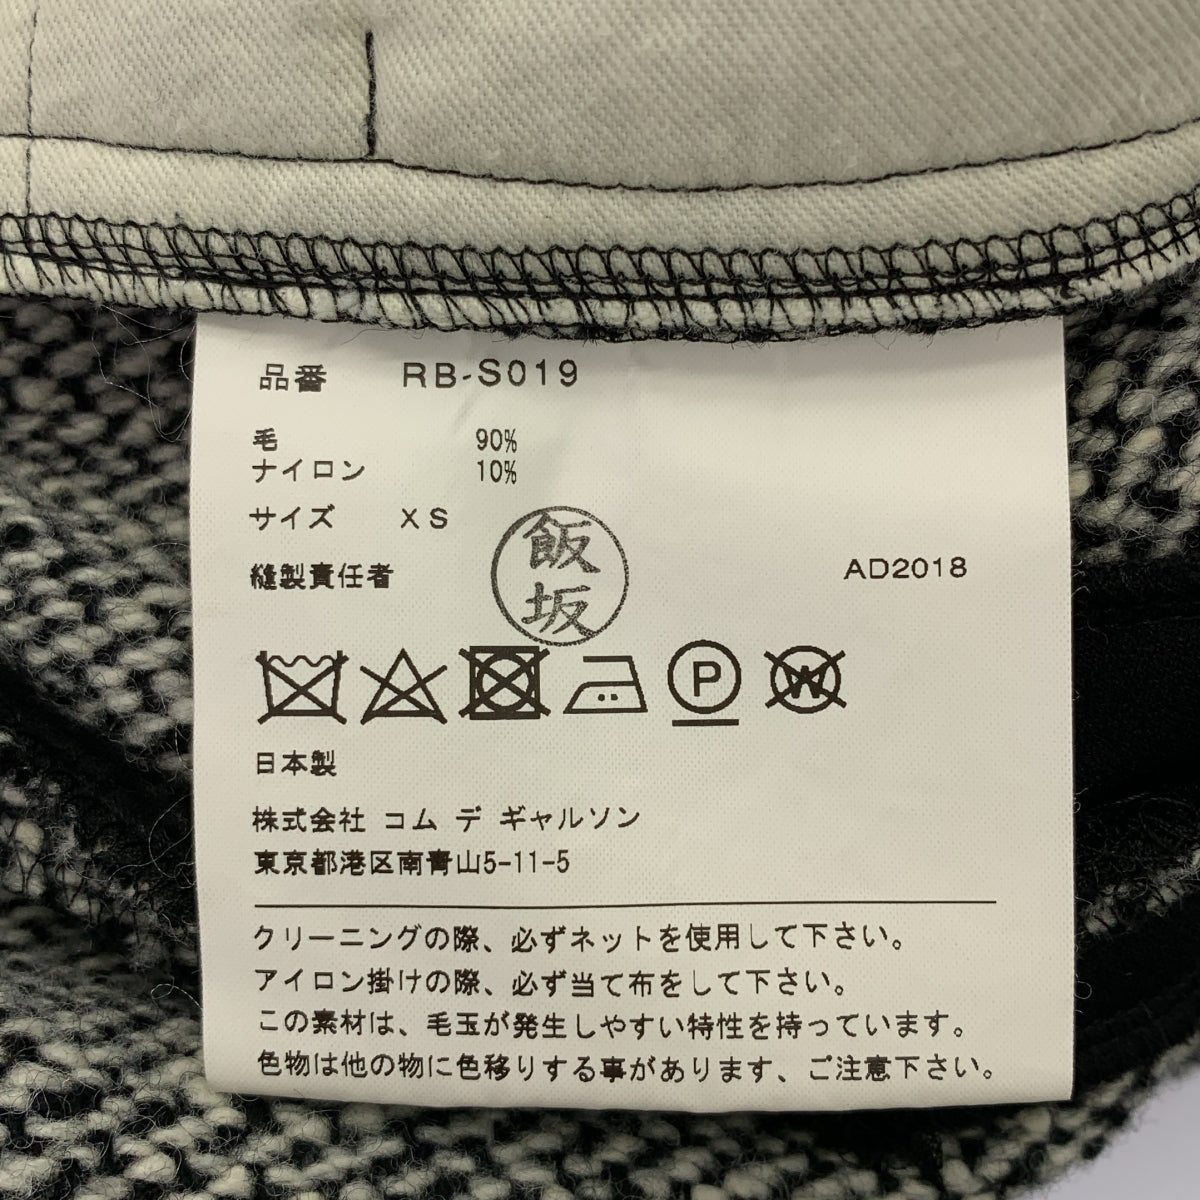 品番 RB-S019
毛 90%
ナイロン 10%
サイズ XS
飯坂
縫製責任者 AD2018
P W
日本製
株式会社 コム デ ギャルソン
東京都港区南青山5-11-5
クリーニングの際、必ずネットを使用して下さい。
アイロン掛けの際、必ず当て布をして下さい。
この素材は、毛玉が発生しやすい特性を持っています。
色物は他の物に色移りする事があります、ご注意下さい。